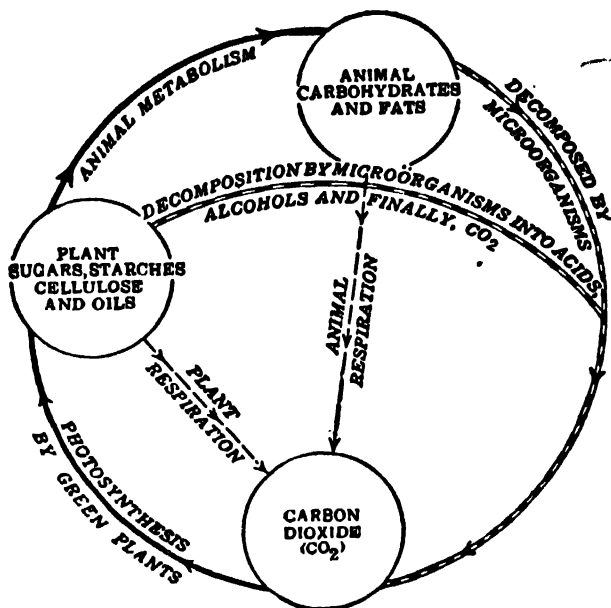 ANIMAL
CARBOHYDRATES
AND FATS
ANIMAL METABOLISM
DECOMPOSED BY
MICROORGANISMS
DECOMPOSITION BY MICROÖRGANISMS INTO ACIDS,
ALCOHOLS AND FINALLY, CO2
PLANT
SUGARS, STARCHES
CELLULOSE
AND OILS
ANIMAL
RESPIRATION
PLANT
RESPIRATION
PHOTOSYNTHESIS
BY GREEN PLANTS
CARBON
DIOXIDE
(CO2)